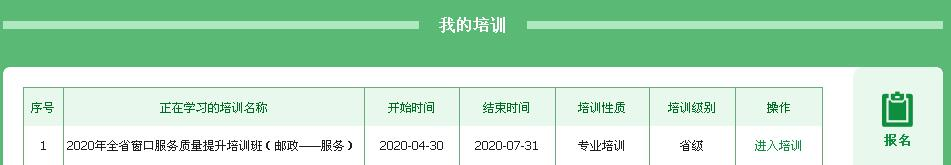 我的培训
序号 正在学习的培训名称 开始时间 结束时间 培训性质 培训级别 操作
1 2020年全省窗口服务质量提升培训班（邮政——服务） 2020-04-30 2020-07-31 专业培训 省级 进入培训
报名